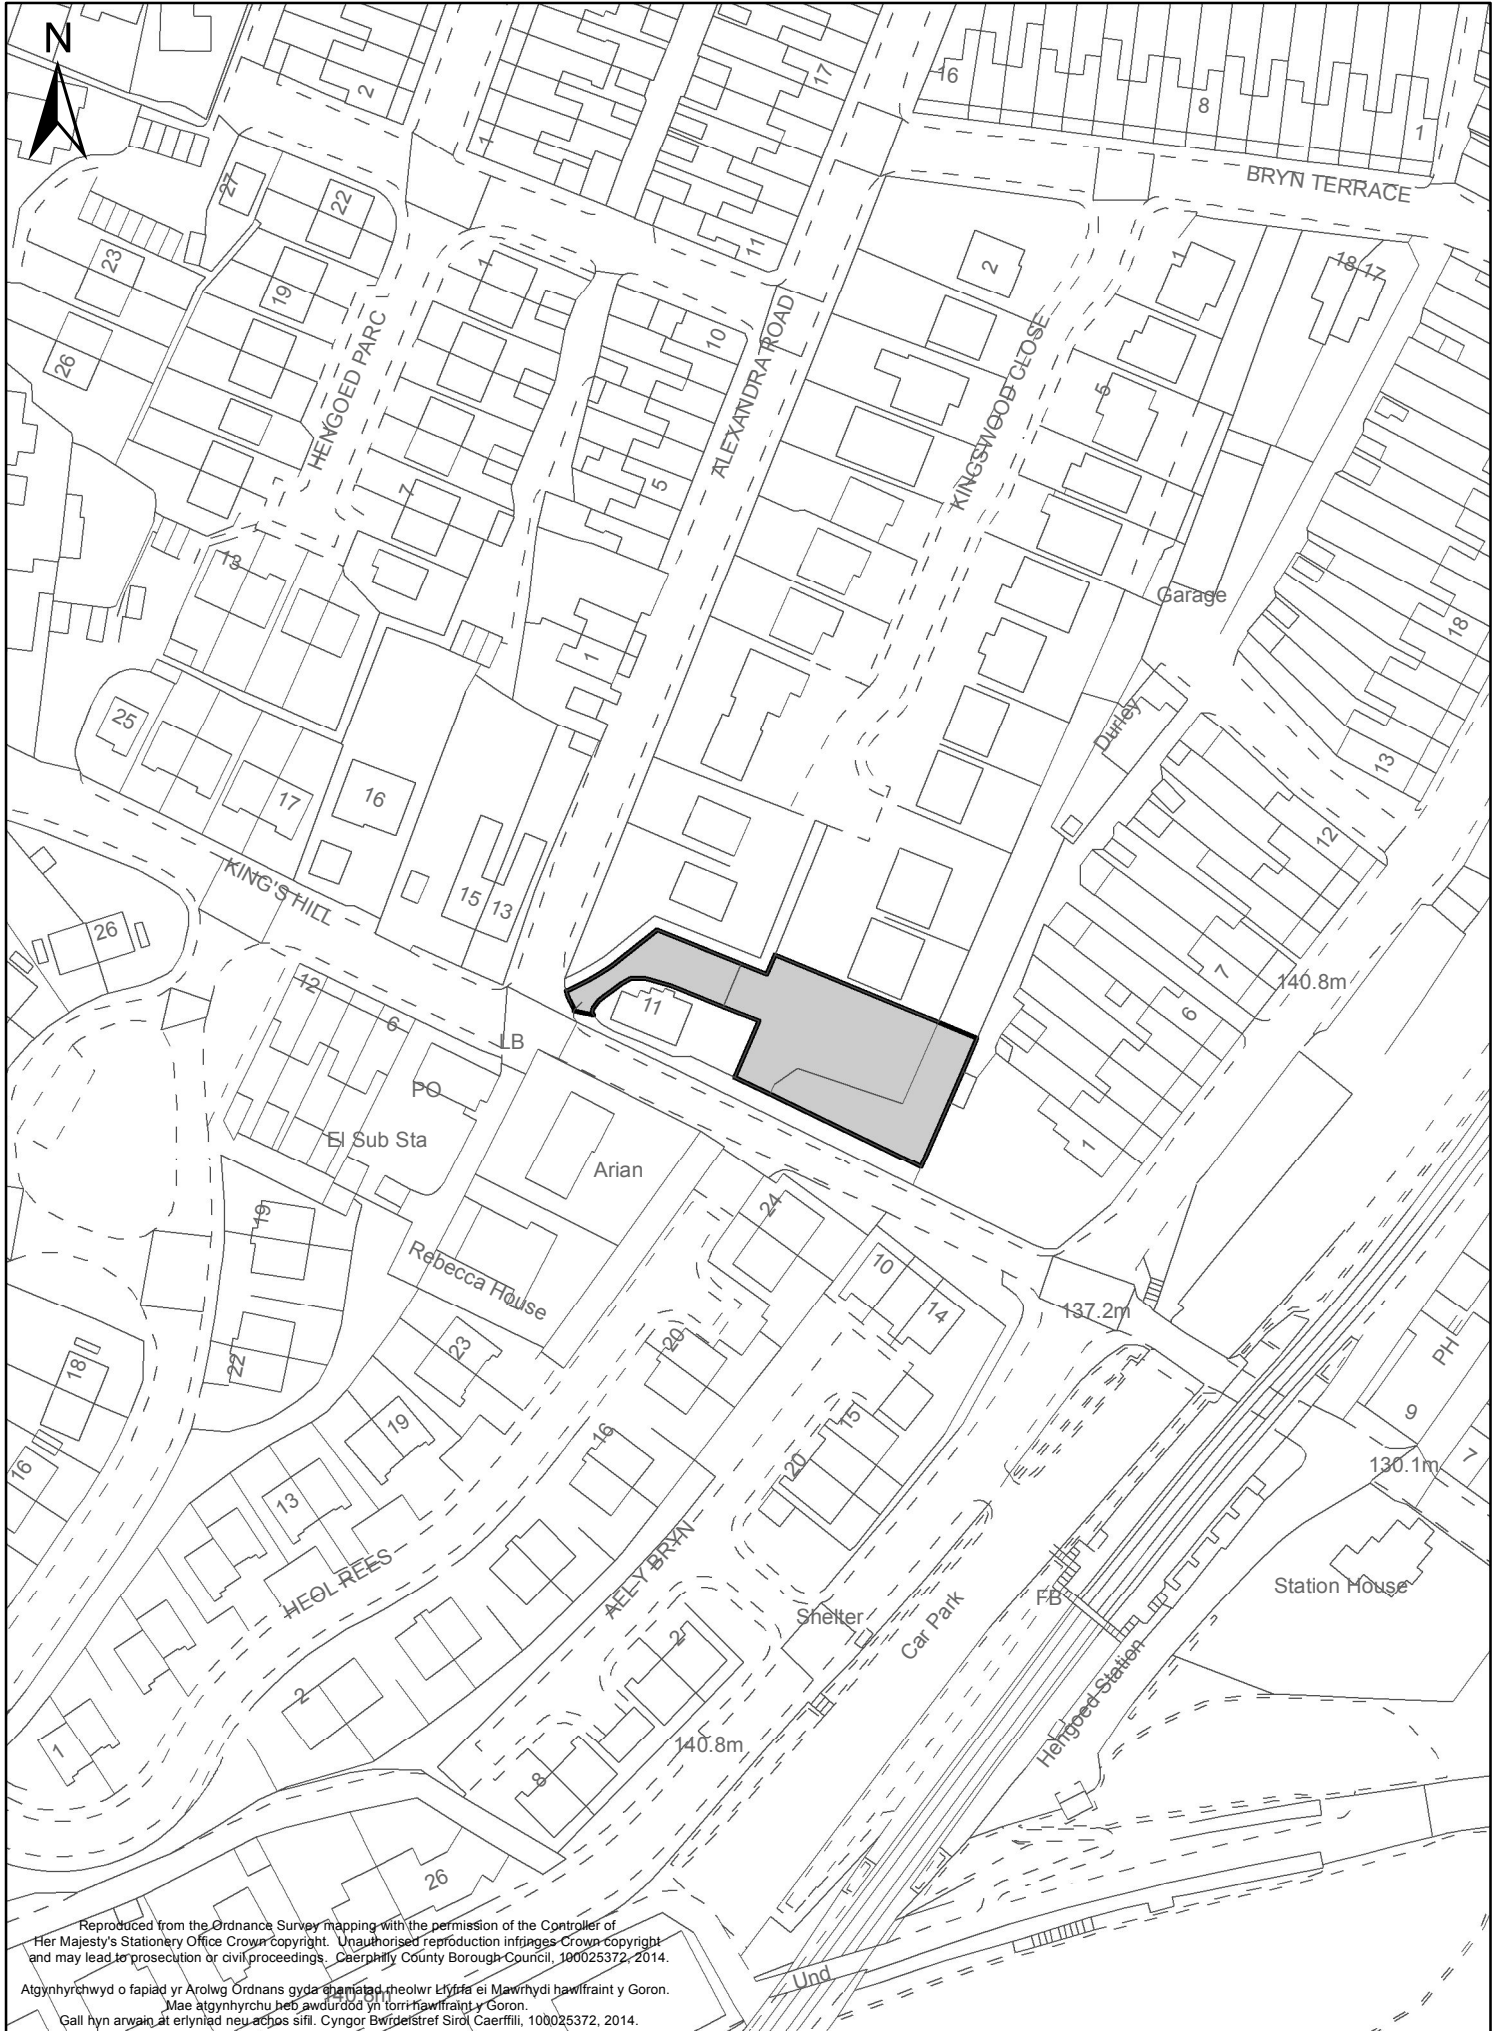 N
2
1
17
16
8
1
BRYN TERRACE
27
22
23
19
26
1
11
10
2
1
18 17
HENGOED PARC
ALEXANDRA ROAD
KINGSWOOD CLOSE
5
7
5
13
Garage
18
1
25
Durley
13
17
16
12
KING'S HILL
15
13
26
7
140.8m
12
11
6
6
LB
PO
1
El Sub Sta
Arian
19
24
Rebecca House
10
14
137.2m
22
23
20
PH
18
19
16
15
9
16
13
20
7
130.1m
HEOL REES
AEL Y BRYN
Station House
Shelter
FB
Car Park
2
2
Hengoed Station
1
140.8m
8
26
Reproduced from the Ordnance Survey mapping with the permission of the Controller of
Her Majesty's Stationery Office Crown copyright. Unauthorised reproduction infringes Crown copyright
and may lead to prosecution or civil proceedings. Caerphilly County Borough Council, 100025372, 2014.
Und
Atgynhyrchwyd o fapiad yr Arolwg Ordnans gyda chaniatad rheolwr Llyfrfa ei Mawrhydi hawlfraint y Goron.
140.8m
Mae atgynhyrchu heb awdurdod yn torri hawlfraint y Goron.
Gall hyn arwain at erlyniad neu achos sifil. Cyngor Bwrdeistref Sirol Caerffili, 100025372, 2014.